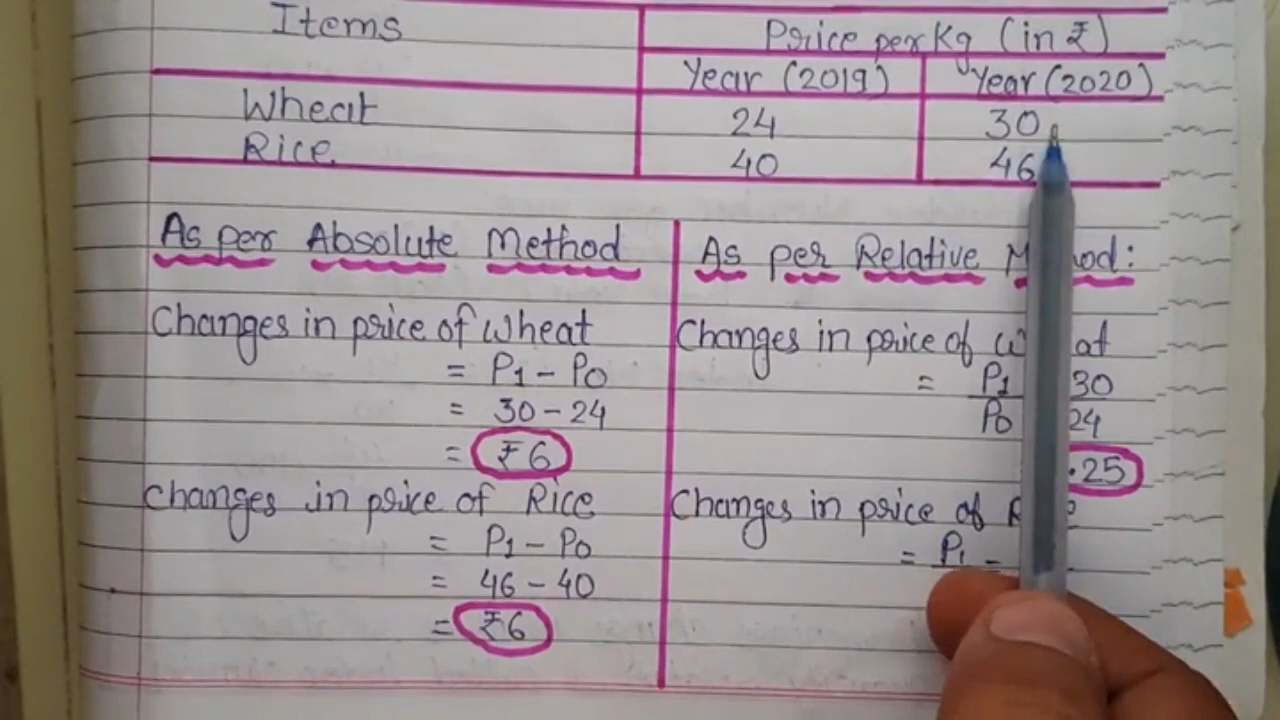 Items
Price per Kg (in ₹)
Year (2019) Year (2020)
Wheat 24 30
Rice 40 46
As per Absolute Method
Changes in price of wheat
= P1 - P0
= 30 - 24
= ₹6
Changes in price of Rice
= P1 - P0
= 46 - 40
= ₹6
As per Relative :
Changes in price of
= P1 30
P0 24
.25
Changes in price of
= P1 =